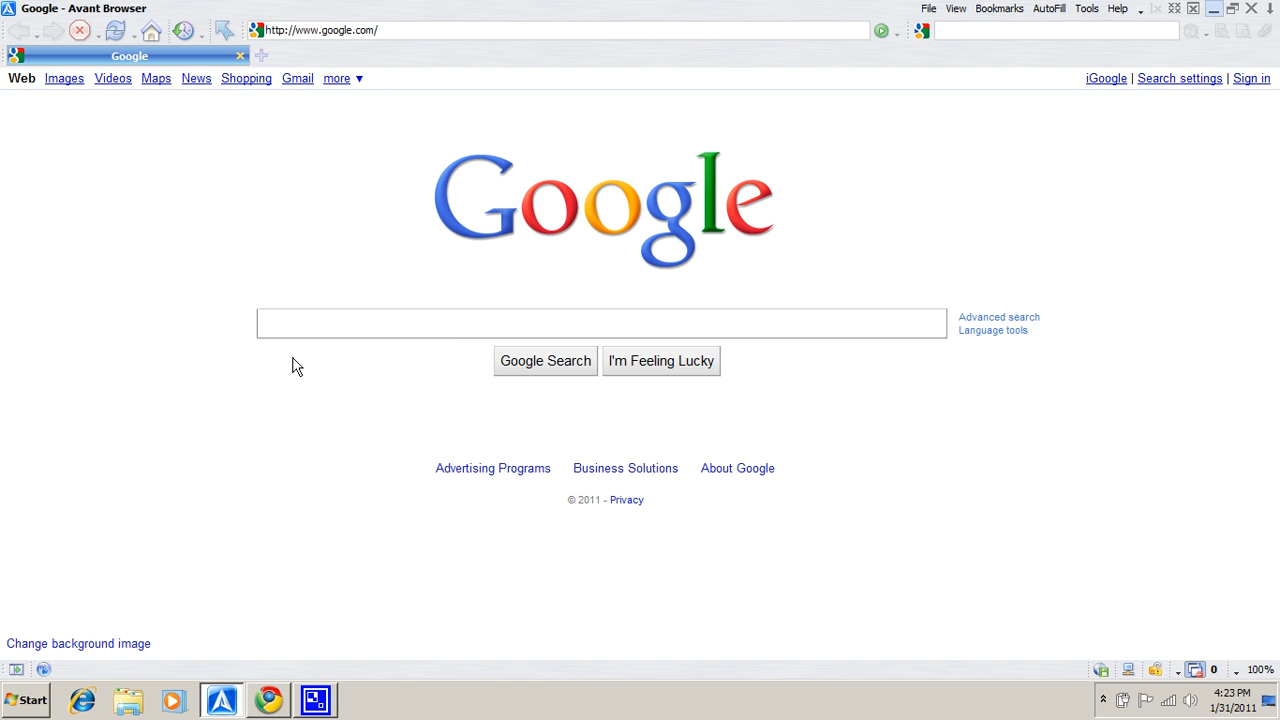 Google - Avant Browser
File View Bookmarks AutoFill Tools Help
http://www.google.com/
Google
Web Images Videos Maps News Shopping Gmail more ▼
iGoogle | Search settings | Sign in
Google
Advanced search
Language tools
Google Search I'm Feeling Lucky
Advertising Programs Business Solutions About Google
© 2011 - Privacy
Change background image
0 100%
Start
4:23 PM
1/31/2011